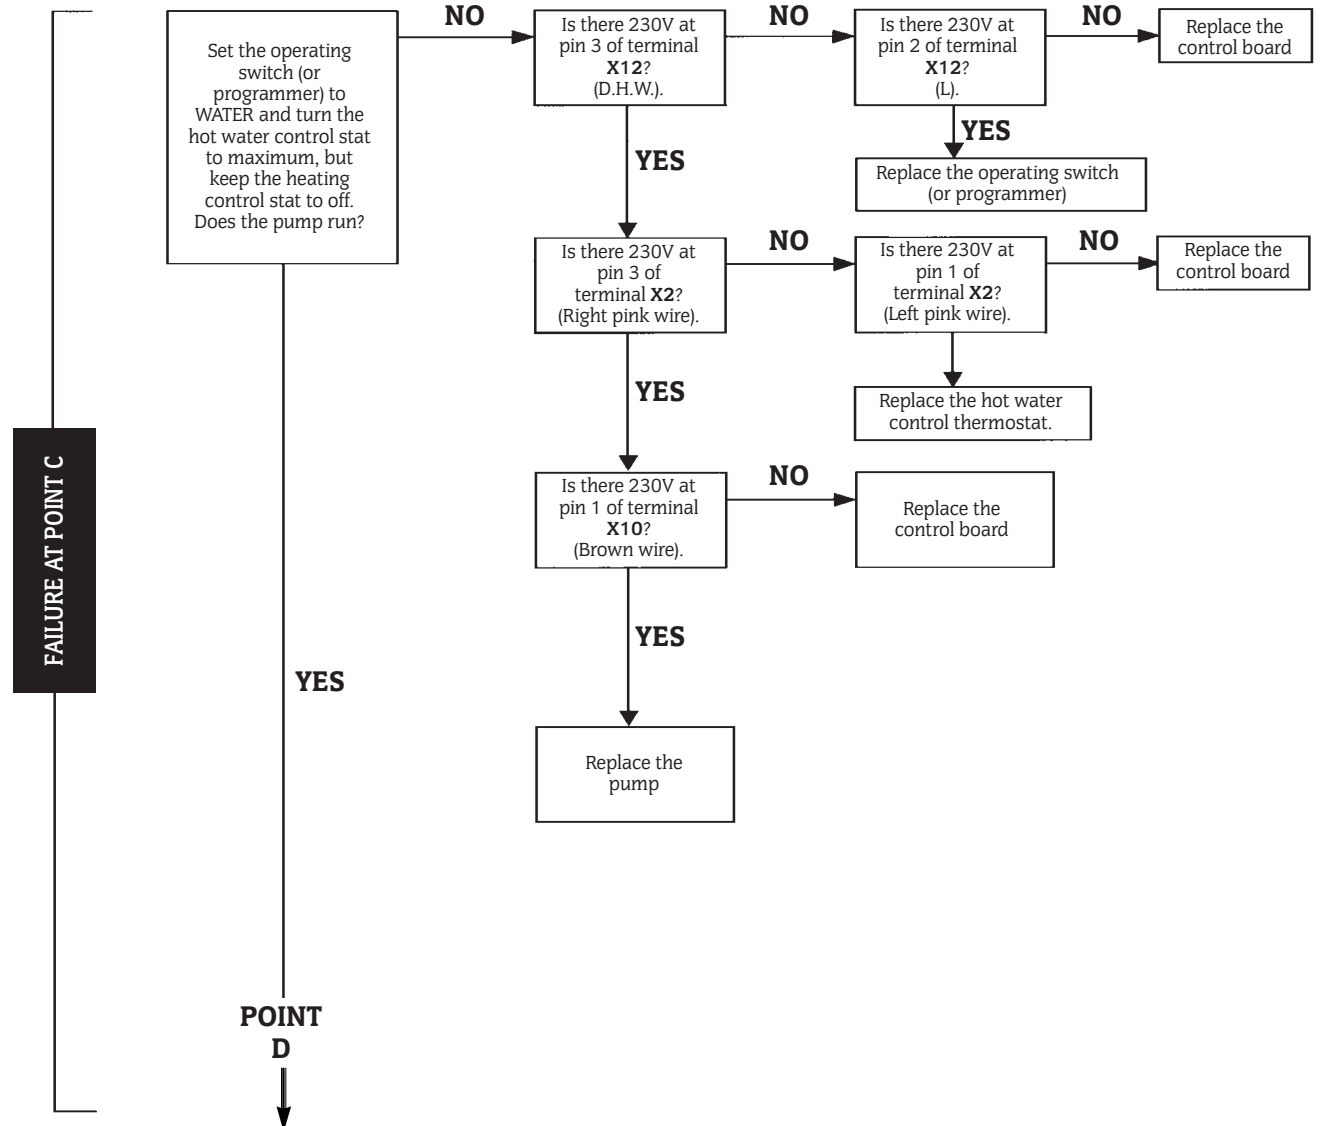 FAILURE AT POINT C
Set the operating
switch (or
programmer) to
WATER and turn the
hot water control stat
to maximum, but
keep the heating
control stat to off.
Does the pump run?
NO
Is there 230V at
pin 3 of terminal
X12?
(D.H.W.).
NO
Is there 230V at
pin 2 of terminal
X12?
(L).
NO
Replace the
control board
YES
Replace the operating switch
(or programmer)
YES
Is there 230V at
pin 3 of
terminal X2?
(Right pink wire).
NO
Is there 230V at
pin 1 of
terminal X2?
(Left pink wire).
NO
Replace the
control board
Replace the hot water
control thermostat.
YES
Is there 230V at
pin 1 of terminal
X10?
(Brown wire).
NO
Replace the
control board
YES
Replace the
pump
YES
POINT
D